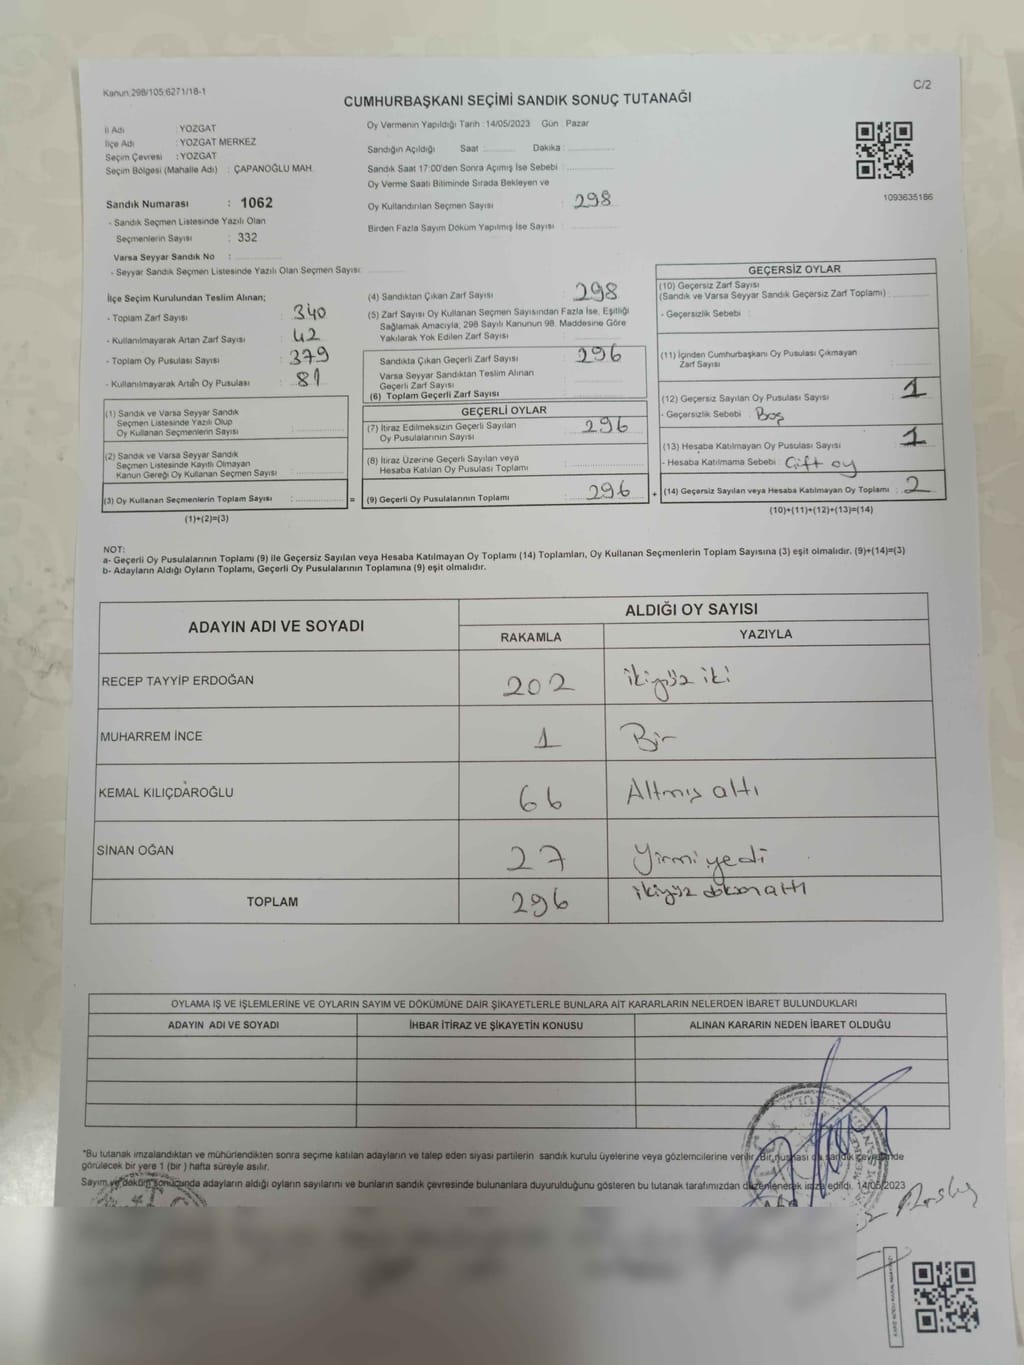 Kanun:298/105;6271/18-1
C/2
CUMHURBAŞKANI SEÇİMİ SANDIK SONUÇ TUTANAĞI
İl Adı : YOZGAT
İlçe Adı : YOZGAT MERKEZ
Seçim Çevresi : YOZGAT
Seçim Bölgesi (Mahalle Adı) : ÇAPANOĞLU MAH.
Sandık Numarası : 1062
- Sandık Seçmen Listesinde Yazılı Olan
Seçmenlerin Sayısı : 332
Varsa Seyyar Sandık No :
- Seyyar Sandık Seçmen Listesinde Yazılı Olan Seçmen Sayısı:
Oy Vermenin Yapıldığı Tarih : 14/05/2023 Gün : Pazar
Sandığın Açıldığı Saat Dakika :
Sandık Saat 17:00'den Sonra Açılmış İse Sebebi :
Oy Verme Saati Bitiminde Sırada Bekleyen ve
Oy Kullandırılan Seçmen Sayısı : 298
Birden Fazla Sayım Döküm Yapılmış İse Sayısı :
1093635186
İlçe Seçim Kurulundan Teslim Alınan;
- Toplam Zarf Sayısı : 340
- Kullanılmayarak Artan Zarf Sayısı : 42
- Toplam Oy Pusulası Sayısı : 379
- Kullanılmayarak Artan Oy Pusulası : 81
(1) Sandık ve Varsa Seyyar Sandık
Seçmen Listesinde Yazılı Olup
Oy Kullanan Seçmenlerin Sayısı :
(2) Sandık ve Varsa Seyyar Sandık
Seçmen Listesinde Kayıtlı Olmayan
Kanun Gereği Oy Kullanan Seçmen Sayısı :
(3) Oy Kullanan Seçmenlerin Toplam Sayısı : =
(1)+(2)=(3)
(4) Sandıktan Çıkan Zarf Sayısı : 298
(5) Zarf Sayısı Oy Kullanan Seçmen Sayısından Fazla İse, Eşitliği
Sağlamak Amacıyla, 298 Sayılı Kanunun 98. Maddesine Göre
Yakılarak Yok Edilen Zarf Sayısı :
Sandıkta Çıkan Geçerli Zarf Sayısı : 296
Varsa Seyyar Sandıktan Teslim Alınan
Geçerli Zarf Sayısı
(6) Toplam Geçerli Zarf Sayısı
GEÇERLİ OYLAR
(7) İtiraz Edilmeksizin Geçerli Sayılan
Oy Pusulalarının Sayısı : 296
(8) İtiraz Üzerine Geçerli Sayılan veya
Hesaba Katılan Oy Pusulası Toplamı :
(9) Geçerli Oy Pusulalarının Toplamı : 296 +
GEÇERSİZ OYLAR
(10) Geçersiz Zarf Sayısı
(Sandık ve Varsa Seyyar Sandık Geçersiz Zarf Toplamı) :
- Geçersizlik Sebebi :
(11) İçinden Cumhurbaşkanı Oy Pusulası Çıkmayan
Zarf Sayısı :
(12) Geçersiz Sayılan Oy Pusulası Sayısı : 1
- Geçersizlik Sebebi : Boş
(13) Hesaba Katılmayan Oy Pusulası Sayısı : 1
- Hesaba Katılmama Sebebi : Çift oy
(14) Geçersiz Sayılan veya Hesaba Katılmayan Oy Toplamı : 2
(10)+(11)+(12)+(13)=(14)
NOT:
a- Geçerli Oy Pusulalarının Toplamı (9) ile Geçersiz Sayılan veya Hesaba Katılmayan Oy Toplamı (14) Toplamları, Oy Kullanan Seçmenlerin Toplam Sayısına (3) eşit olmalıdır. (9)+(14)=(3)
b- Adayların Aldığı Oyların Toplamı, Geçerli Oy Pusulalarının Toplamına (9) eşit olmalıdır.
ADAYIN ADI VE SOYADI ALDIĞI OY SAYISI
RAKAMLA YAZIYLA
RECEP TAYYİP ERDOĞAN 202 ikiyüz iki
MUHARREM İNCE 1 Bir
KEMAL KILIÇDAROĞLU 66 Altmış altı
SİNAN OĞAN 27 Yirmi yedi
TOPLAM 296 ikiyüz doksan altı
OYLAMA İŞ VE İŞLEMLERİNE VE OYLARIN SAYIM VE DÖKÜMÜNE DAİR ŞİKAYETLERLE BUNLARA AİT KARARLARIN NELERDEN İBARET BULUNDUKLARI
ADAYIN ADI VE SOYADI İHBAR İTİRAZ VE ŞİKAYETİN KONUSU ALINAN KARARIN NEDEN İBARET OLDUĞU
*Bu tutanak imzalandıktan ve mühürlendikten sonra seçime katılan adayların ve talep eden siyasi partilerin sandık kurulu üyelerine veya gözlemcilerine verilir. Bir nüshası da sandık çevresinde
görülecek bir yere 1 (bir ) hafta süreyle asılır.
Sayım ve döküm sonucunda adayların aldığı oyların sayılarını ve bunların sandık çevresinde bulunanlara duyurulduğunu gösteren bu tutanak tarafımızdan düzenlenerek imza edildi. 14/05/2023